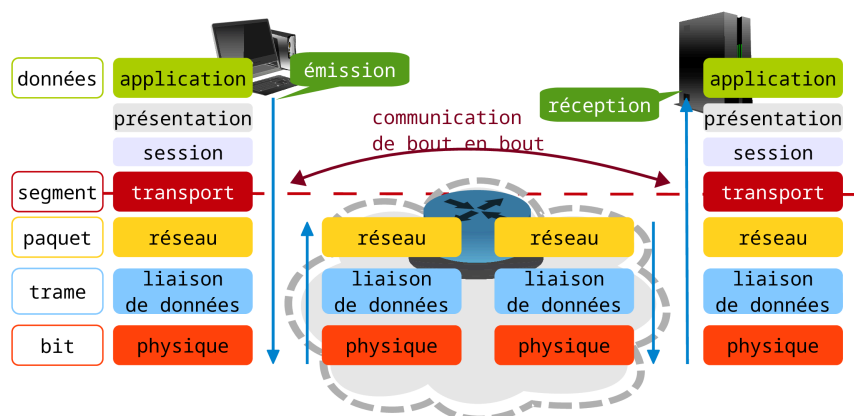 données
application
émission
application
réception
communication
de bout en bout
présentation
présentation
session
session
segment
transport
transport
paquet
réseau
réseau
réseau
réseau
trame
liaison
de données
liaison
de données
liaison
de données
liaison
de données
bit
physique
physique
physique
physique